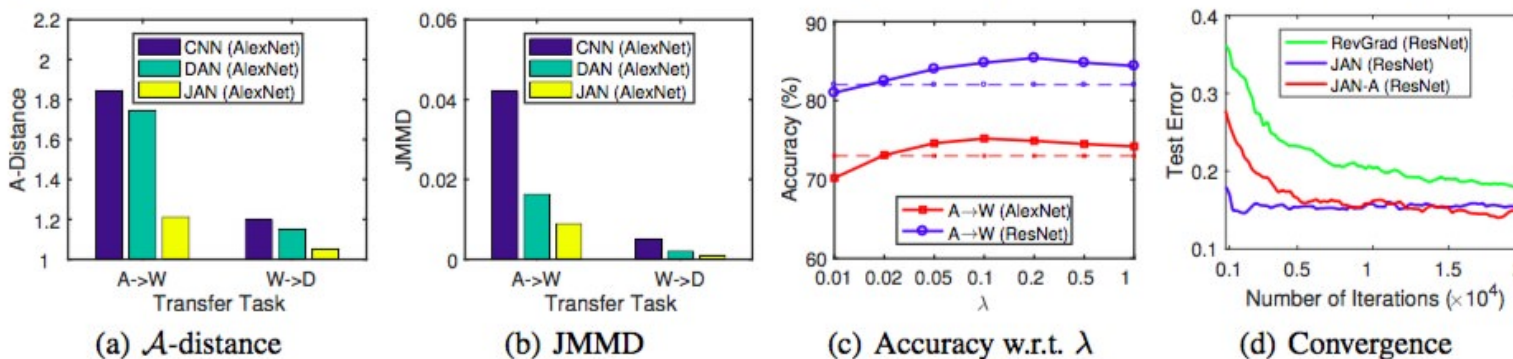 2.2
2
1.8
1.6
1.4
1.2
1
A-Distance
CNN (AlexNet)
DAN (AlexNet)
JAN (AlexNet)
A->W
W->D
Transfer Task
(a) A-distance
0.06
0.04
0.02
0
JMMD
CNN (AlexNet)
DAN (AlexNet)
JAN (AlexNet)
A->W
W->D
Transfer Task
(b) JMMD
90
80
70
60
Accuracy (%)
A→W (AlexNet)
A→W (ResNet)
0.01 0.02 0.05 0.1 0.2 0.5 1
λ
(c) Accuracy w.r.t. λ
0.4
0.3
0.2
0.1
Test Error
RevGrad (ResNet)
JAN (ResNet)
JAN-A (ResNet)
0.1 0.5 1 1.5
Number of Iterations (×10⁴)
(d) Convergence